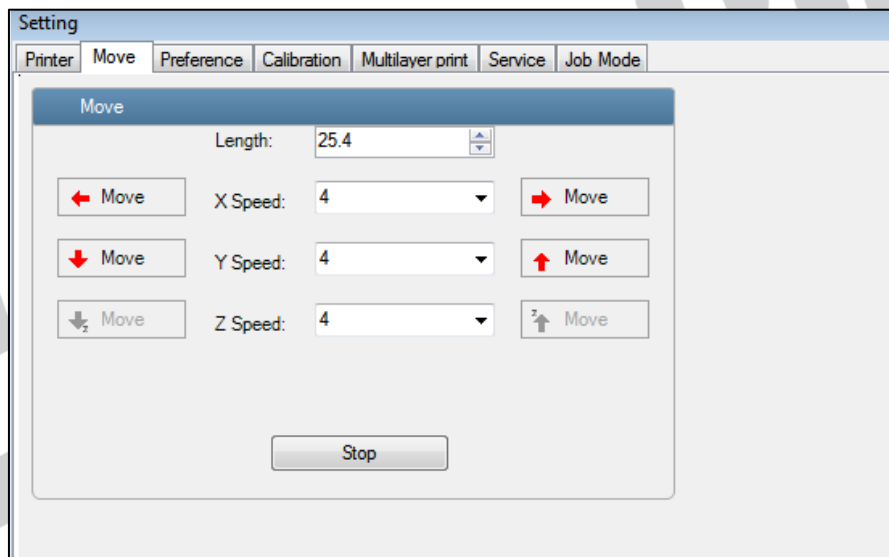 Setting
Printer Move Preference Calibration Multilayer print Service Job Mode
Move
Length: 25.4
Move X Speed: 4 Move
Move Y Speed: 4 Move
z Move Z Speed: 4 z Move
Stop